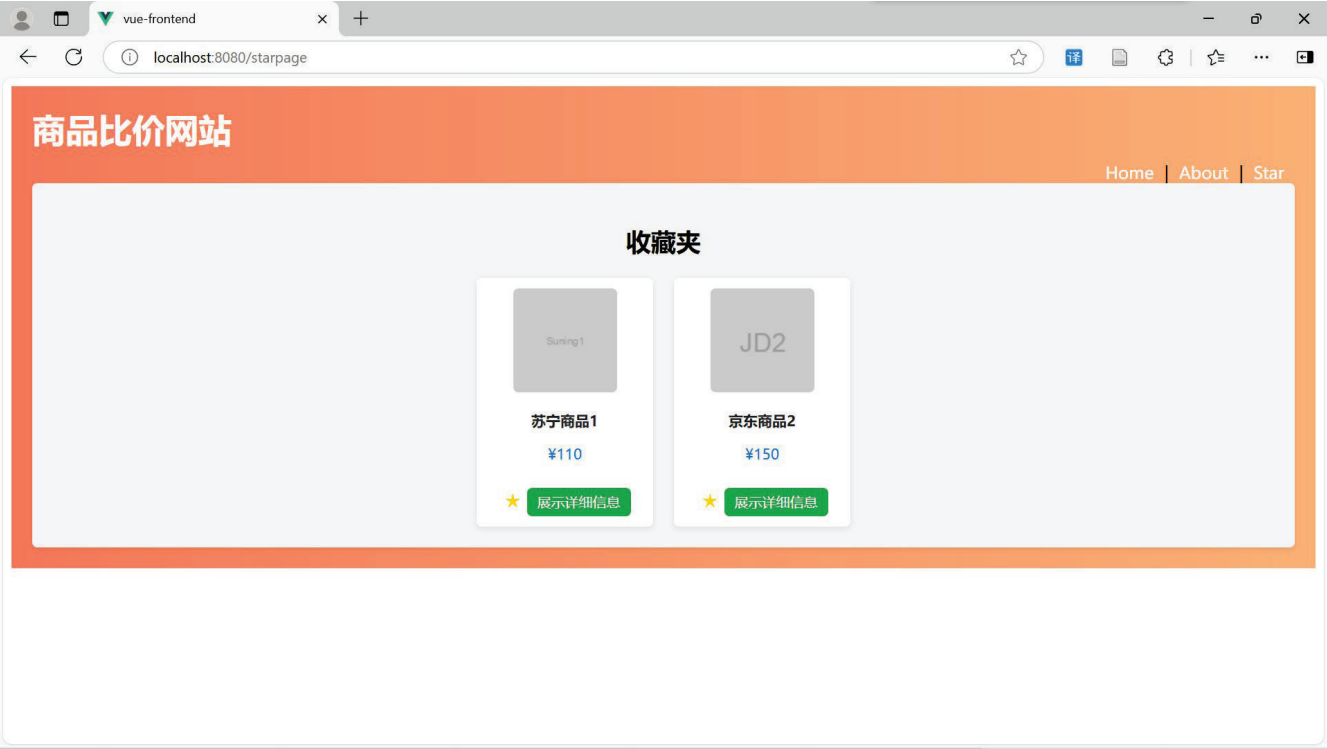 vue-frontend
localhost:8080/starpage
译
商品比价网站
Home | About | Star
收藏夹
Suning1
JD2
苏宁商品1
京东商品2
¥110
¥150
★ 展示详细信息
★ 展示详细信息